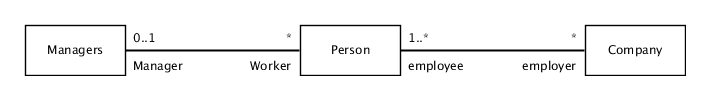 Managers
0..1
*
Manager
Worker
Person
1..*
*
employee
employer
Company